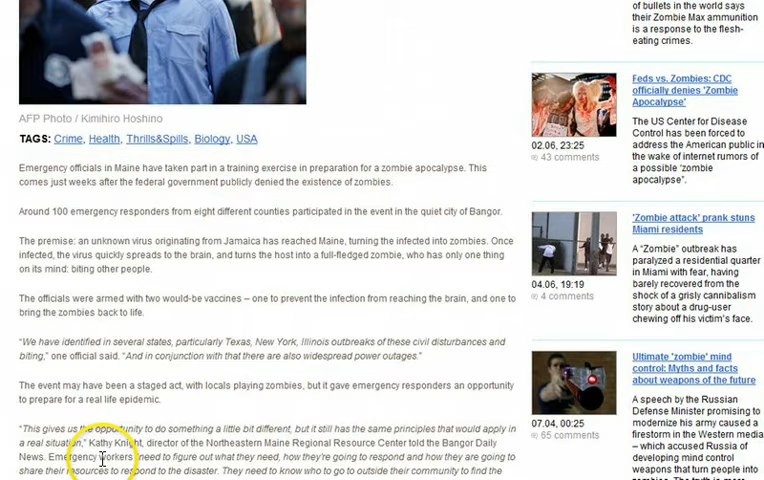 AFP Photo / Kimihiro Hoshino
TAGS: Crime, Health, Thrills&Spills, Biology, USA
Emergency officials in Maine have taken part in a training exercise in preparation for a zombie apocalypse. This
comes just weeks after the federal government publicly denied the existence of zombies.
Around 100 emergency responders from eight different counties participated in the event in the quiet city of Bangor.
The premise: an unknown virus originating from Jamaica has reached Maine, turning the infected into zombies. Once
infected, the virus quickly spreads to the brain, and turns the host into a full-fledged zombie, who has only one thing
on its mind: biting other people.
The officials were armed with two would-be vaccines – one to prevent the infection from reaching the brain, and one to
bring the zombies back to life.
“We have identified in several states, particularly Texas, New York, Illinois outbreaks of these civil disturbances and
biting,” one official said. “And in conjunction with that there are also widespread power outages.”
The event may have been a staged act, with locals playing zombies, but it gave emergency responders an opportunity
to prepare for a real life epidemic.
“This gives us the opportunity to do something a little bit different, but it still has the same principles that would apply in
a real situation,” Kathy Knight, director of the Northeastern Maine Regional Resource Center told the Bangor Daily
News. Emergency workers “need to figure out what they need, how they're going to respond and how they are going to
share their resources to respond to the disaster. They need to know who to go to outside their community to find the
of bullets in the world says
their Zombie Max ammunition
is a response to the flesh-
eating crimes.
Feds vs. Zombies: CDC
officially denies 'Zombie
Apocalypse'
02.06, 23:25
43 comments
The US Center for Disease
Control has been forced to
address the American public in
the wake of internet rumors of
a possible 'zombie
apocalypse”.
'Zombie attack' prank stuns
Miami residents
04.06, 19:19
4 comments
A “Zombie” outbreak has
paralyzed a residential quarter
in Miami with fear, having
barely recovered from the
shock of a grisly cannibalism
story about a drug-user
chewing off his victim's face.
Ultimate 'zombie' mind
control: Myths and facts
about weapons of the future
07.04, 00:25
65 comments
A speech by the Russian
Defense Minister promising to
modernize his army caused a
firestorm in the Western media
– which accused Russia of
developing mind control
weapons that turn people into